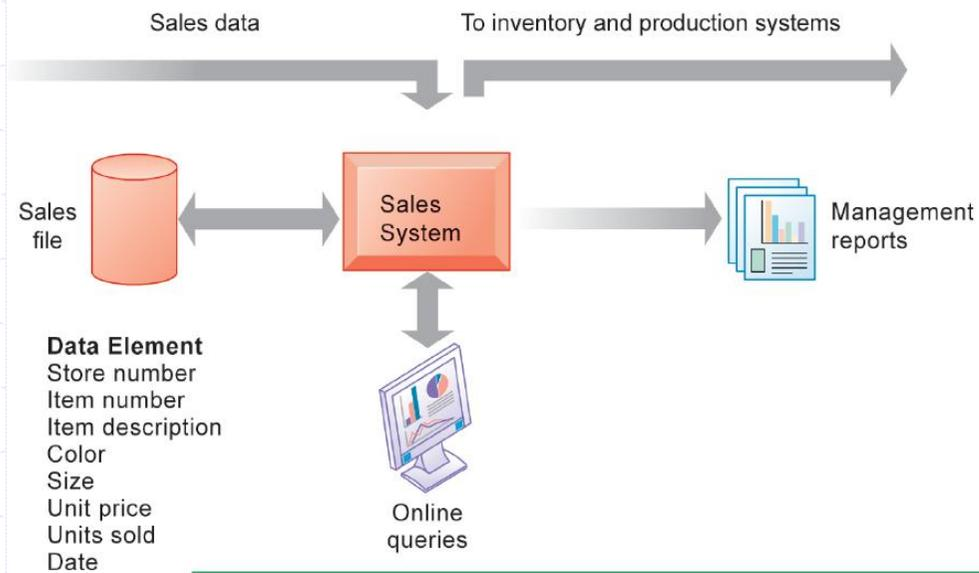 Sales data
To inventory and production systems
Sales
file
Sales
System
Management
reports
Data Element
Store number
Item number
Item description
Color
Size
Unit price
Units sold
Date
Online
queries